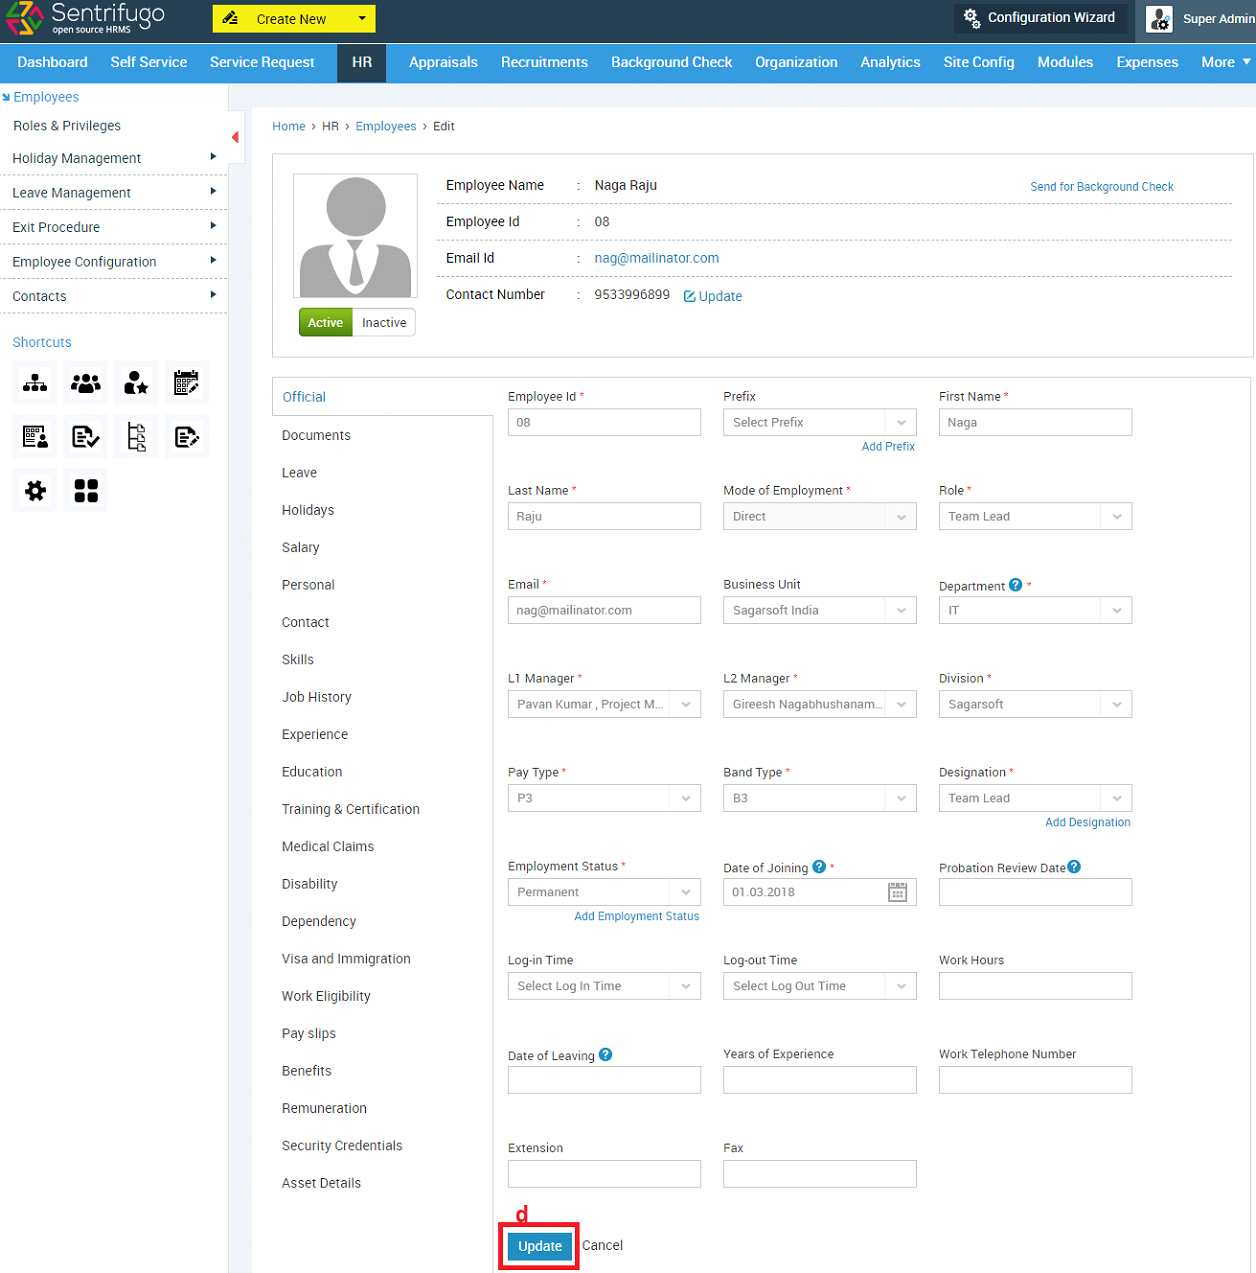 Sentrifugo
open source HRMS
Create New
Configuration Wizard
Super Admin
Dashboard Self Service Service Request HR Appraisals Recruitments Background Check Organization Analytics Site Config Modules Expenses More
Employees
Roles & Privileges
Holiday Management
Leave Management
Exit Procedure
Employee Configuration
Contacts
Shortcuts
Home › HR › Employees › Edit
Employee Name : Naga Raju
Send for Background Check
Employee Id : 08
Email Id : nag@mailinator.com
Contact Number : 9533996899 Update
Active Inactive
Official
Documents
Leave
Holidays
Salary
Personal
Contact
Skills
Job History
Experience
Education
Training & Certification
Medical Claims
Disability
Dependency
Visa and Immigration
Work Eligibility
Pay slips
Benefits
Remuneration
Security Credentials
Asset Details
Employee Id * Prefix First Name *
08 Select Prefix Naga
Add Prefix
Last Name * Mode of Employment * Role *
Raju Direct Team Lead
Email * Business Unit Department ? *
nag@mailinator.com Sagarsoft India IT
L1 Manager * L2 Manager * Division *
Pavan Kumar , Project M... Gireesh Nagabhushanam... Sagarsoft
Pay Type * Band Type * Designation *
P3 B3 Team Lead
Add Designation
Employment Status * Date of Joining ? * Probation Review Date ?
Permanent 01.03.2018
Add Employment Status
Log-in Time Log-out Time Work Hours
Select Log In Time Select Log Out Time
Date of Leaving ? Years of Experience Work Telephone Number
Extension Fax
d
Update Cancel